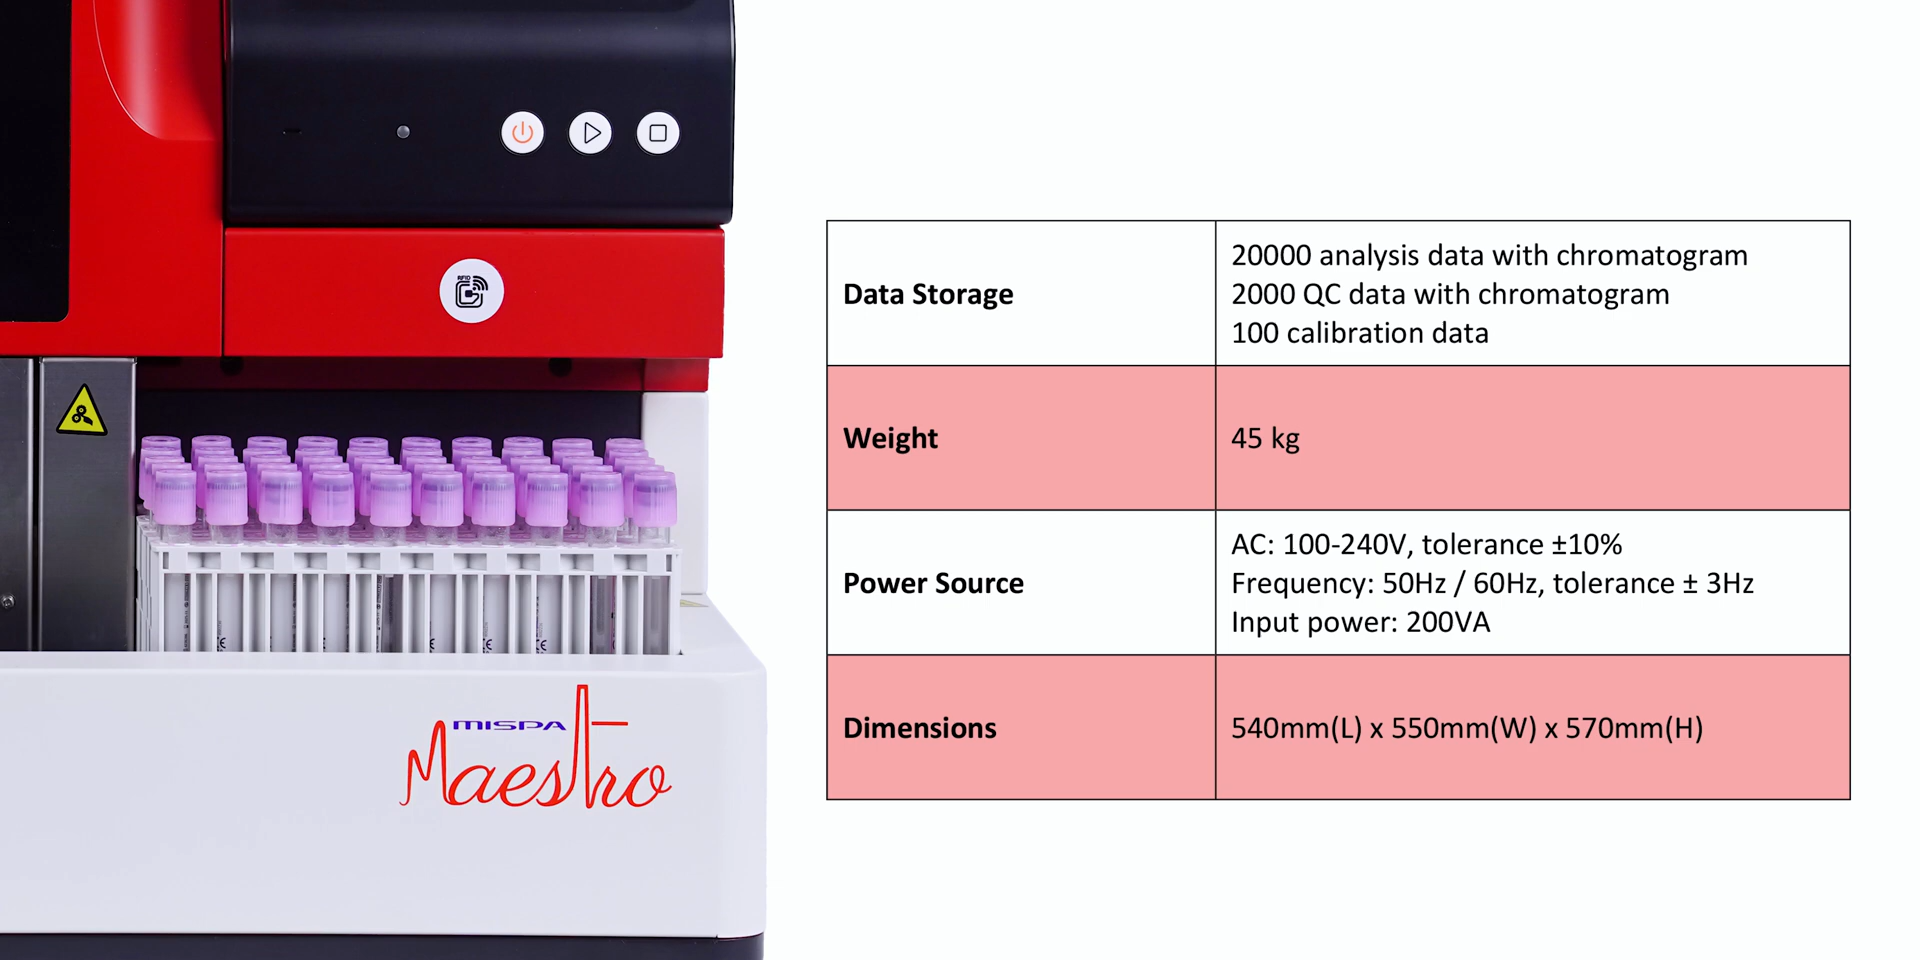 RFID
MISPA
Maestro
Data Storage
20000 analysis data with chromatogram
2000 QC data with chromatogram
100 calibration data
Weight
45 kg
Power Source
AC: 100-240V, tolerance ±10%
Frequency: 50Hz / 60Hz, tolerance ± 3Hz
Input power: 200VA
Dimensions
540mm(L) x 550mm(W) x 570mm(H)